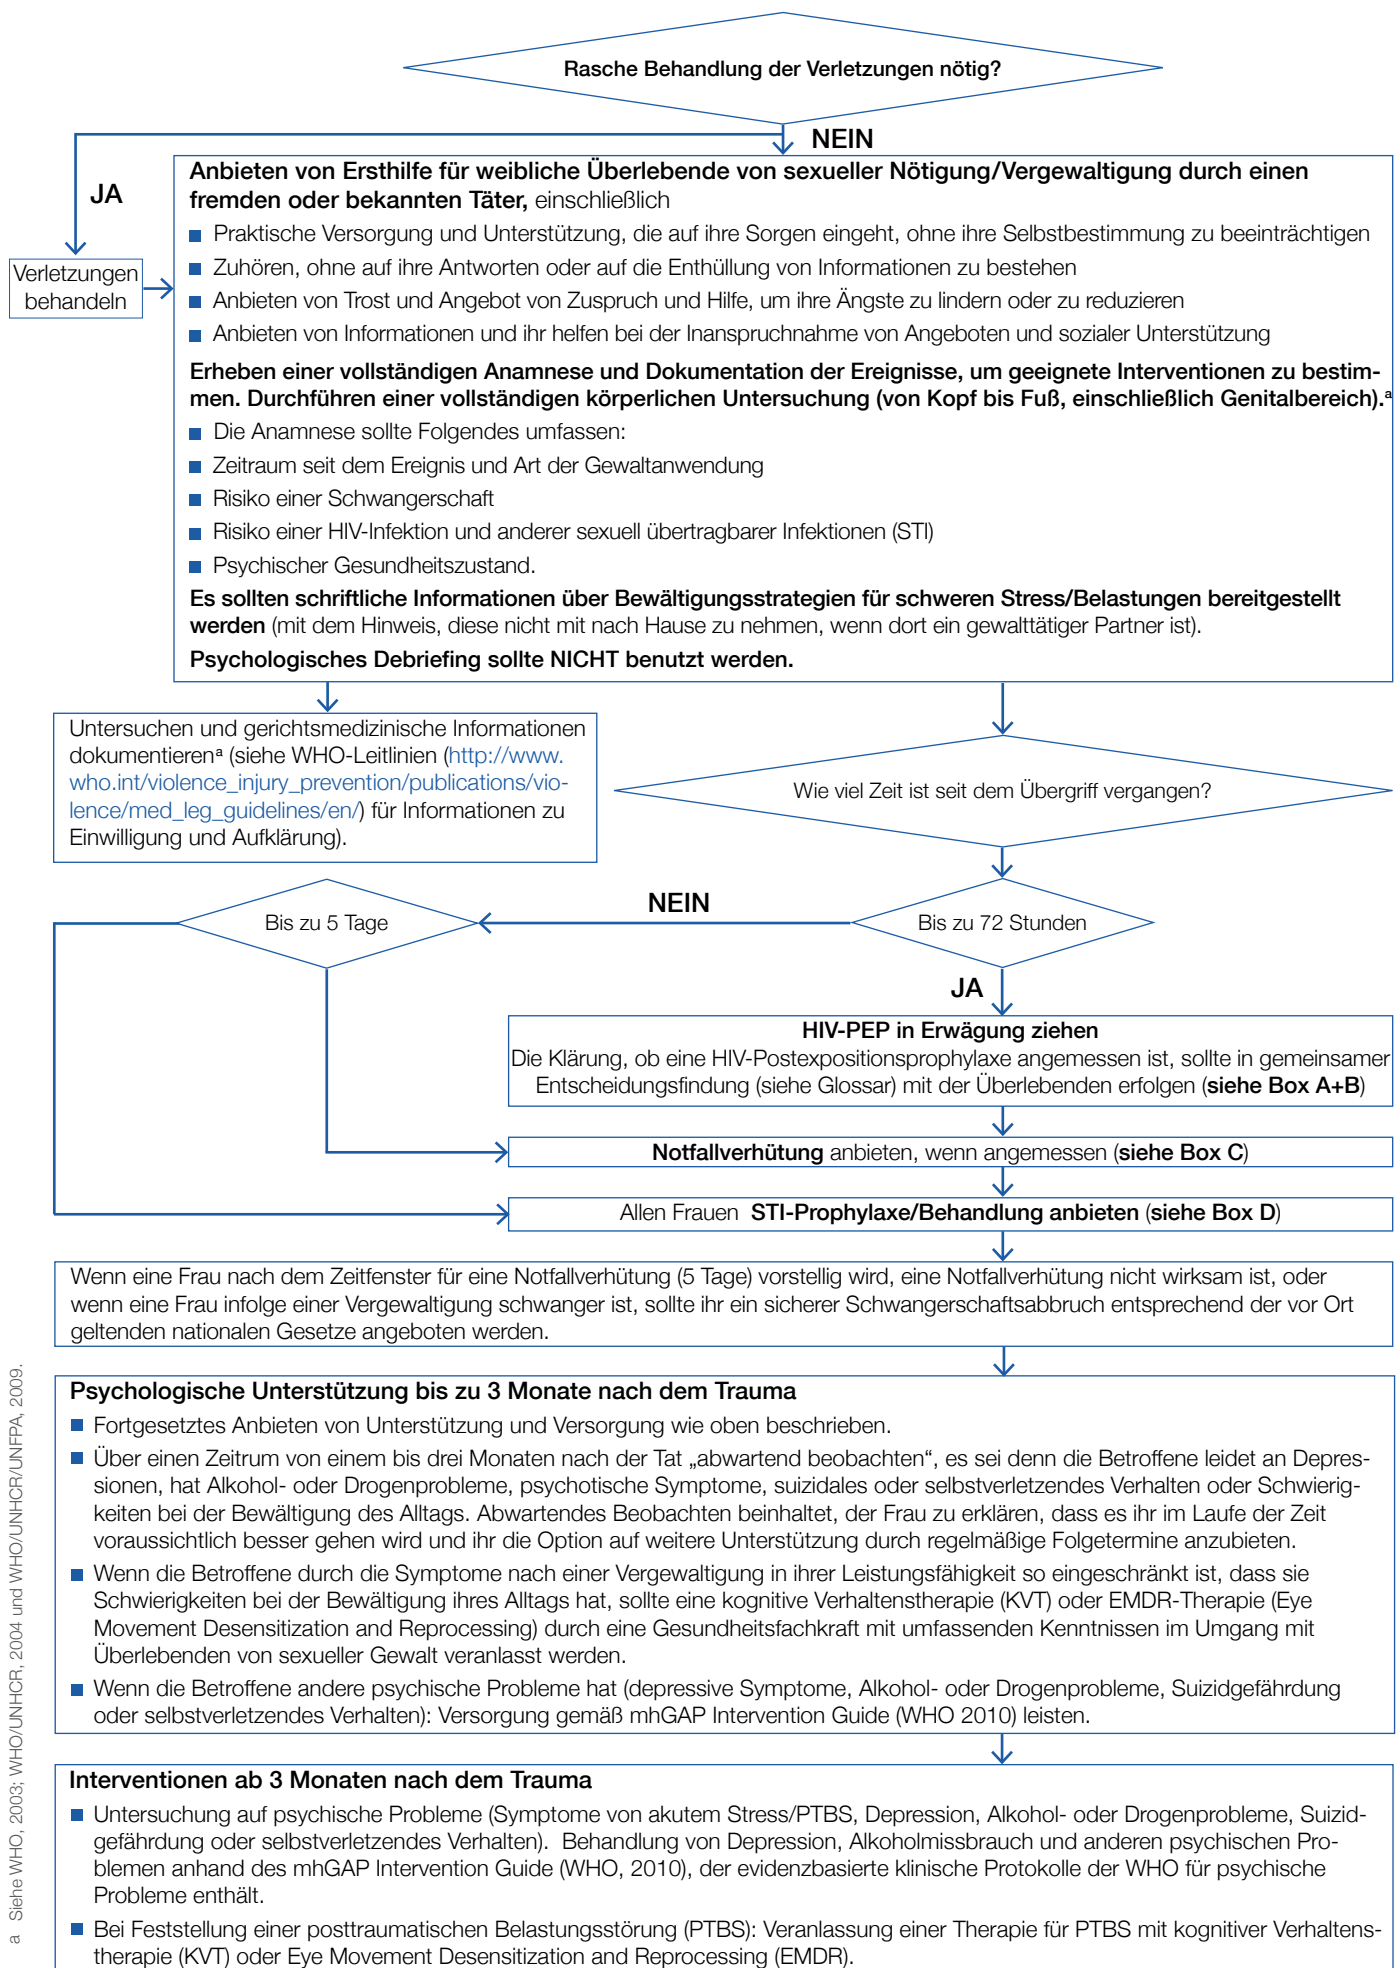 Rasche Behandlung der Verletzungen nötig?
NEIN
JA
Verletzungen
behandeln
Anbieten von Ersthilfe für weibliche Überlebende von sexueller Nötigung/Vergewaltigung durch einen
fremden oder bekannten Täter, einschließlich
■ Praktische Versorgung und Unterstützung, die auf ihre Sorgen eingeht, ohne ihre Selbstbestimmung zu beeinträchtigen
■ Zuhören, ohne auf ihre Antworten oder auf die Enthüllung von Informationen zu bestehen
■ Anbieten von Trost und Angebot von Zuspruch und Hilfe, um ihre Ängste zu lindern oder zu reduzieren
■ Anbieten von Informationen und ihr helfen bei der Inanspruchnahme von Angeboten und sozialer Unterstützung
Erheben einer vollständigen Anamnese und Dokumentation der Ereignisse, um geeignete Interventionen zu bestim-
men. Durchführen einer vollständigen körperlichen Untersuchung (von Kopf bis Fuß, einschließlich Genitalbereich).ª
■ Die Anamnese sollte Folgendes umfassen:
■ Zeitraum seit dem Ereignis und Art der Gewaltanwendung
■ Risiko einer Schwangerschaft
■ Risiko einer HIV-Infektion und anderer sexuell übertragbarer Infektionen (STI)
■ Psychischer Gesundheitszustand.
Es sollten schriftliche Informationen über Bewältigungsstrategien für schweren Stress/Belastungen bereitgestellt
werden (mit dem Hinweis, diese nicht mit nach Hause zu nehmen, wenn dort ein gewalttätiger Partner ist).
Psychologisches Debriefing sollte NICHT benutzt werden.
Untersuchen und gerichtsmedizinische Informationen
dokumentierenª (siehe WHO-Leitlinien (http://www.
who.int/violence_injury_prevention/publications/vio-
lence/med_leg_guidelines/en/) für Informationen zu
Einwilligung und Aufklärung).
Wie viel Zeit ist seit dem Übergriff vergangen?
Bis zu 5 Tage
NEIN
Bis zu 72 Stunden
JA
HIV-PEP in Erwägung ziehen
Die Klärung, ob eine HIV-Postexpositionsprophylaxe angemessen ist, sollte in gemeinsamer
Entscheidungsfindung (siehe Glossar) mit der Überlebenden erfolgen (siehe Box A+B)
Notfallverhütung anbieten, wenn angemessen (siehe Box C)
Allen Frauen STI-Prophylaxe/Behandlung anbieten (siehe Box D)
Wenn eine Frau nach dem Zeitfenster für eine Notfallverhütung (5 Tage) vorstellig wird, eine Notfallverhütung nicht wirksam ist, oder
wenn eine Frau infolge einer Vergewaltigung schwanger ist, sollte ihr ein sicherer Schwangerschaftsabbruch entsprechend der vor Ort
geltenden nationalen Gesetze angeboten werden.
Psychologische Unterstützung bis zu 3 Monate nach dem Trauma
■ Fortgesetztes Anbieten von Unterstützung und Versorgung wie oben beschrieben.
■ Über einen Zeitrum von einem bis drei Monaten nach der Tat „abwartend beobachten“, es sei denn die Betroffene leidet an Depres-
sionen, hat Alkohol- oder Drogenprobleme, psychotische Symptome, suizidales oder selbstverletzendes Verhalten oder Schwierig-
keiten bei der Bewältigung des Alltags. Abwartendes Beobachten beinhaltet, der Frau zu erklären, dass es ihr im Laufe der Zeit
voraussichtlich besser gehen wird und ihr die Option auf weitere Unterstützung durch regelmäßige Folgetermine anzubieten.
■ Wenn die Betroffene durch die Symptome nach einer Vergewaltigung in ihrer Leistungsfähigkeit so eingeschränkt ist, dass sie
Schwierigkeiten bei der Bewältigung ihres Alltags hat, sollte eine kognitive Verhaltenstherapie (KVT) oder EMDR-Therapie (Eye
Movement Desensitization and Reprocessing) durch eine Gesundheitsfachkraft mit umfassenden Kenntnissen im Umgang mit
Überlebenden von sexueller Gewalt veranlasst werden.
■ Wenn die Betroffene andere psychische Probleme hat (depressive Symptome, Alkohol- oder Drogenprobleme, Suizidgefährdung
oder selbstverletzendes Verhalten): Versorgung gemäß mhGAP Intervention Guide (WHO 2010) leisten.
Interventionen ab 3 Monaten nach dem Trauma
■ Untersuchung auf psychische Probleme (Symptome von akutem Stress/PTBS, Depression, Alkohol- oder Drogenprobleme, Suizid-
gefährdung oder selbstverletzendes Verhalten). Behandlung von Depression, Alkoholmissbrauch und anderen psychischen Pro-
blemen anhand des mhGAP Intervention Guide (WHO, 2010), der evidenzbasierte klinische Protokolle der WHO für psychische
Probleme enthält.
■ Bei Feststellung einer posttraumatischen Belastungsstörung (PTBS): Veranlassung einer Therapie für PTBS mit kognitiver Verhaltens-
therapie (KVT) oder Eye Movement Desensitization and Reprocessing (EMDR).
a Siehe WHO, 2003; WHO/UNHCR, 2004 und WHO/UNHCR/UNFPA, 2009.